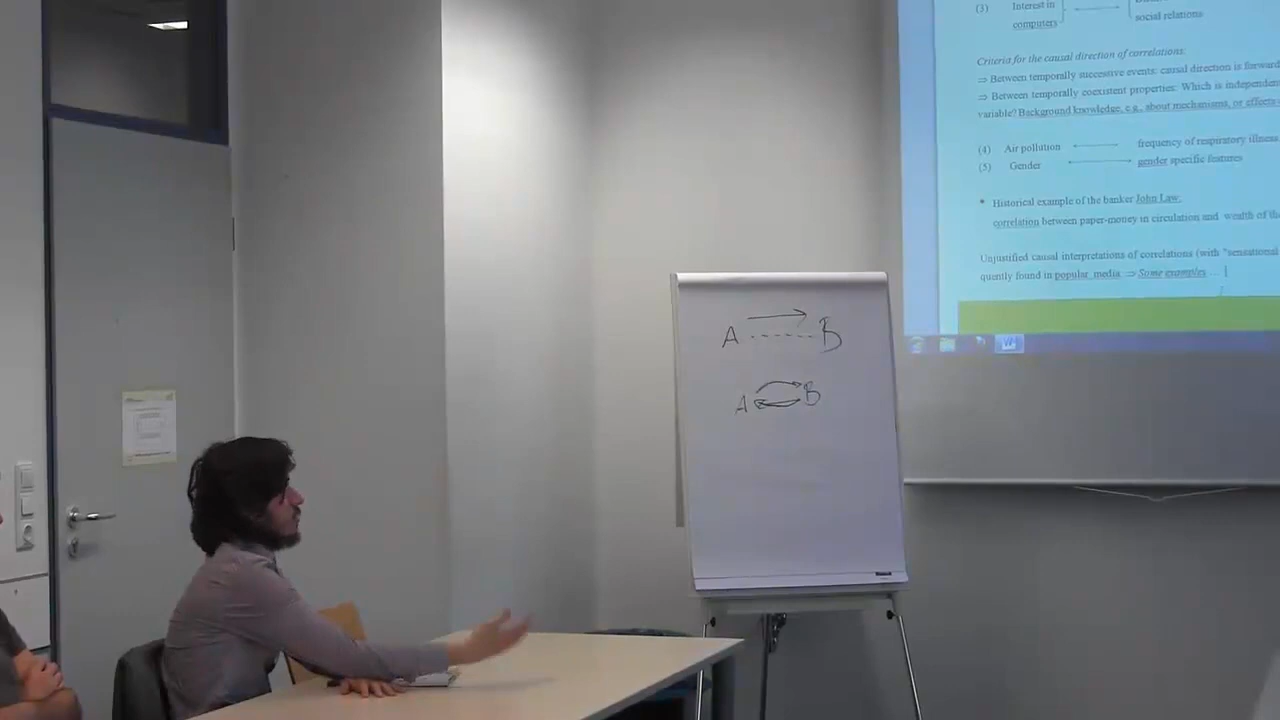 (3) Interest in
computers
social relations
Criteria for the causal direction of correlations:
⇒ Between temporally successive events: causal direction is forward
⇒ Between temporally coexistent properties: Which is independen
variable? Background knowledge, e.g., about mechanisms, or effects
(4) Air pollution ←——— frequency of respiratory illness
(5) Gender ←———→ gender specific features
* Historical example of the banker John Law:
correlation between paper-money in circulation and wealth of the
Unjustified causal interpretations of correlations (with "sensational
quently found in popular media. ⇒ Some examples ...
A B
A B